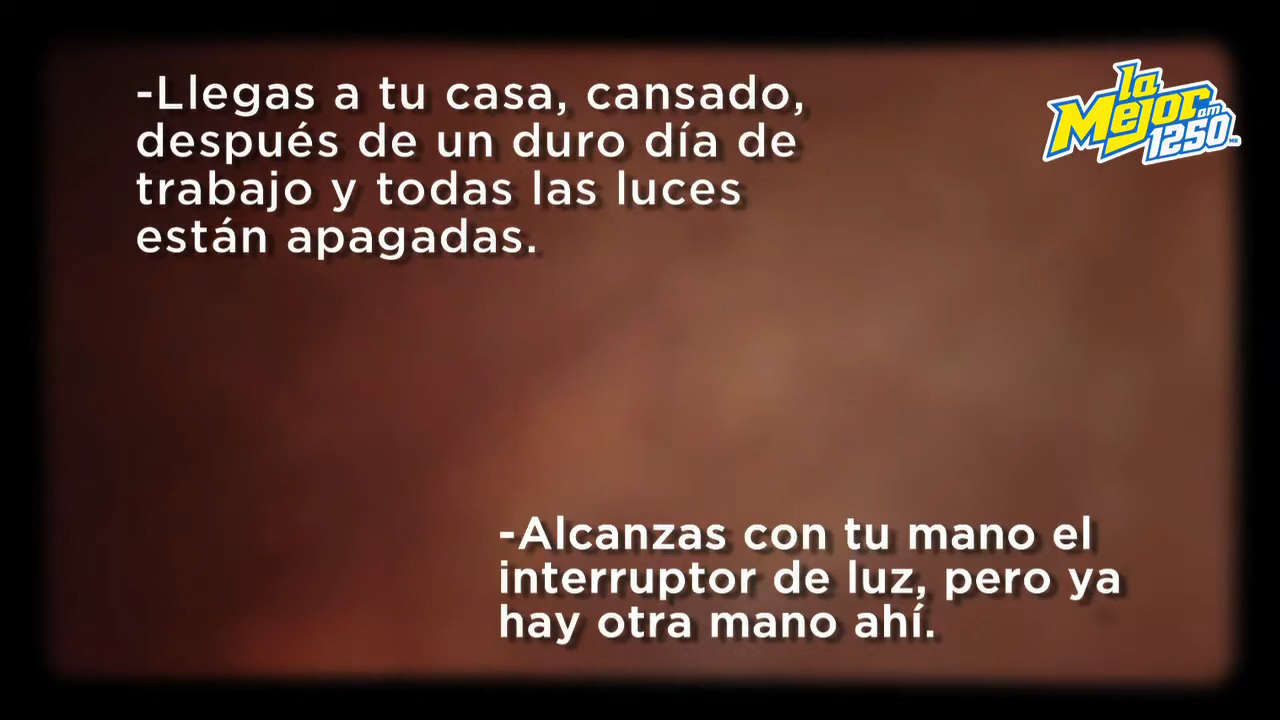 -Llegas a tu casa, cansado,
después de un duro día de
trabajo y todas las luces
están apagadas.
la
Mejor am
1250 MR
-Alcanzas con tu mano el
interruptor de luz, pero ya
hay otra mano ahí.